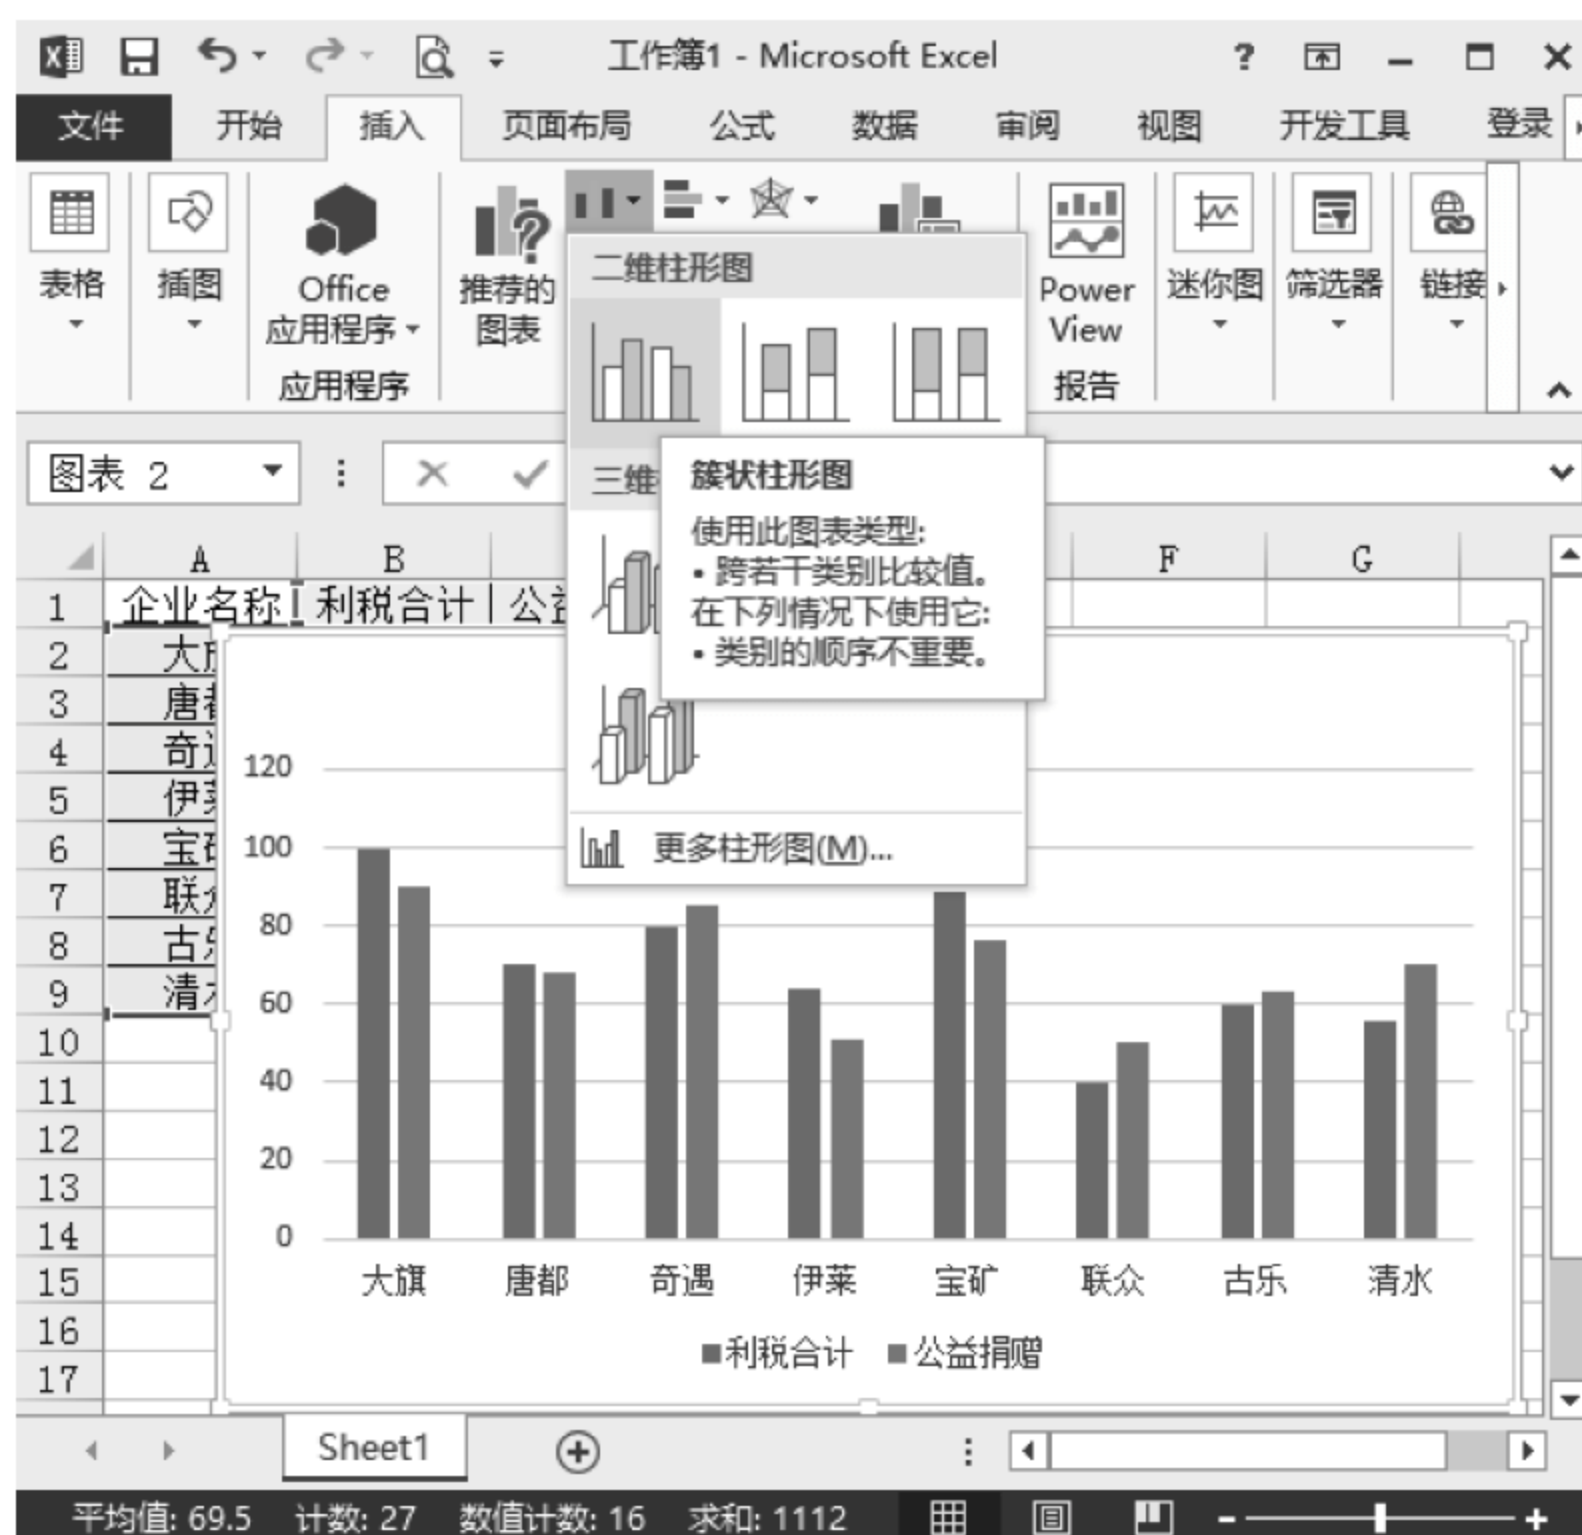 工作簿1 - Microsoft Excel
文件 开始 插入 页面布局 公式 数据 审阅 视图 开发工具 登录
表格 插图 Office 应用程序 推荐的 图表 Power View 迷你图 筛选器 链接
应用程序 报告
二维柱形图
图表 2
三维
簇状柱形图
使用此图表类型:
• 跨若干类别比较值。
在下列情况下使用它:
• 类别的顺序不重要。
更多柱形图(M)...
A B F G
1 企业名称 利税合计 公
2 大
3 唐
4 奇
5 伊
6 宝
7 联
8 古
9 清
10
11
12
13
14
15
16
17
120
100
80
60
40
20
0
大旗 唐都 奇遇 伊莱 宝矿 联众 古乐 清水
利税合计 公益捐赠
Sheet1
平均值: 69.5 计数: 27 数值计数: 16 求和: 1112